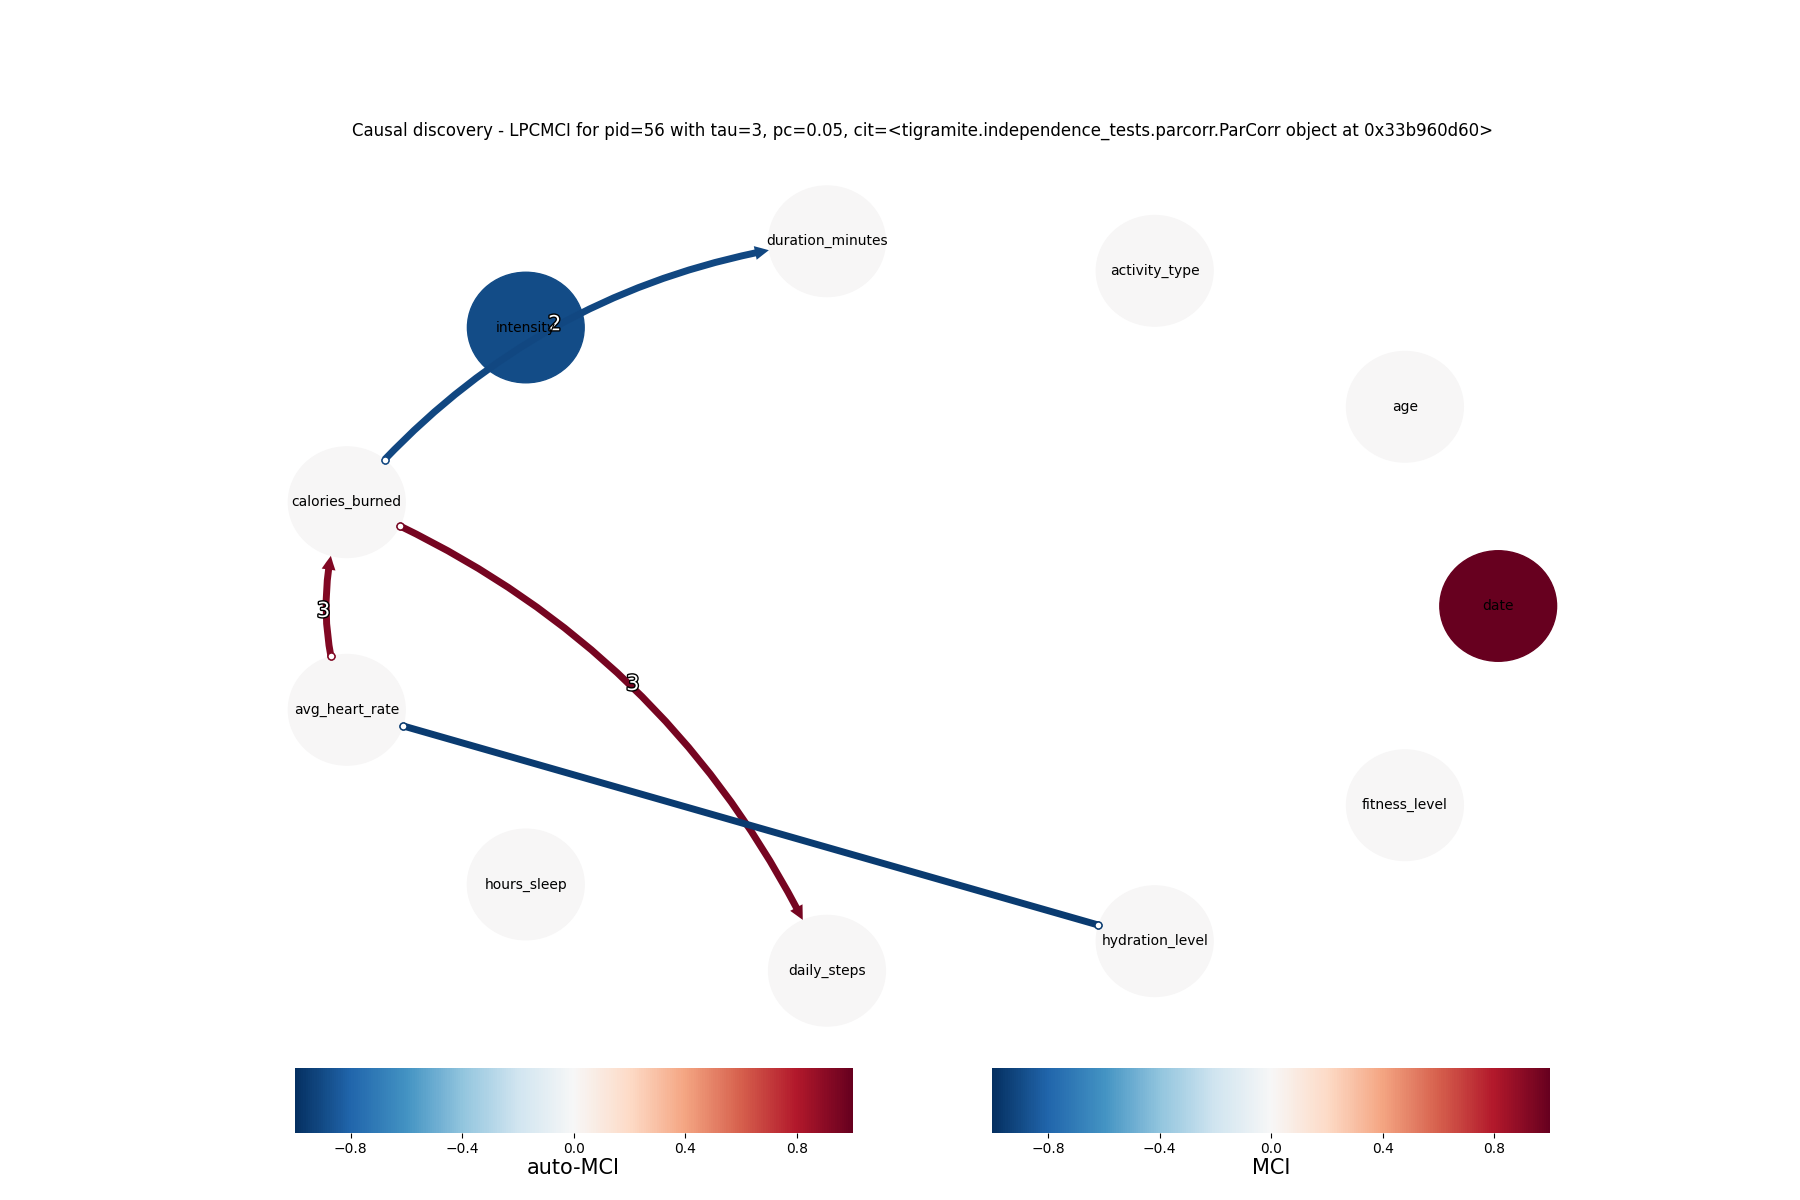 Causal discovery - LPCMCI for pid=56 with tau=3, pc=0.05, cit=<tigramite.independence_tests.parcorr.ParCorr object at 0x33b960d60>
duration_minutes
activity_type
intensity
2
age
calories_burned
date
3
3
avg_heart_rate
fitness_level
hours_sleep
hydration_level
daily_steps
−0.8 −0.4 0.0 0.4 0.8
auto-MCI
−0.8 −0.4 0.0 0.4 0.8
MCI